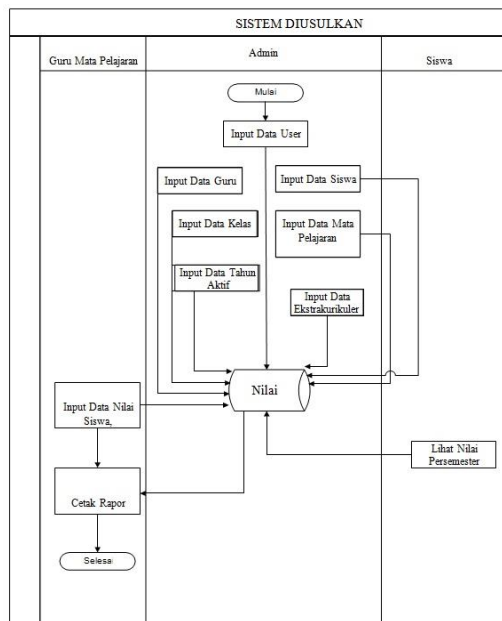 SISTEM DIUSULKAN
Guru Mata Pelajaran
Admin
Siswa
Mulai
Input Data User
Input Data Guru
Input Data Siswa
Input Data Kelas
Input Data Mata
Pelajaran
Input Data Tahun
Aktif
Input Data
Ekstrakurikuler
Nilai
Input Data Nilai
Siswa,
Lihat Nilai
Persemester
Cetak Rapor
Selesai